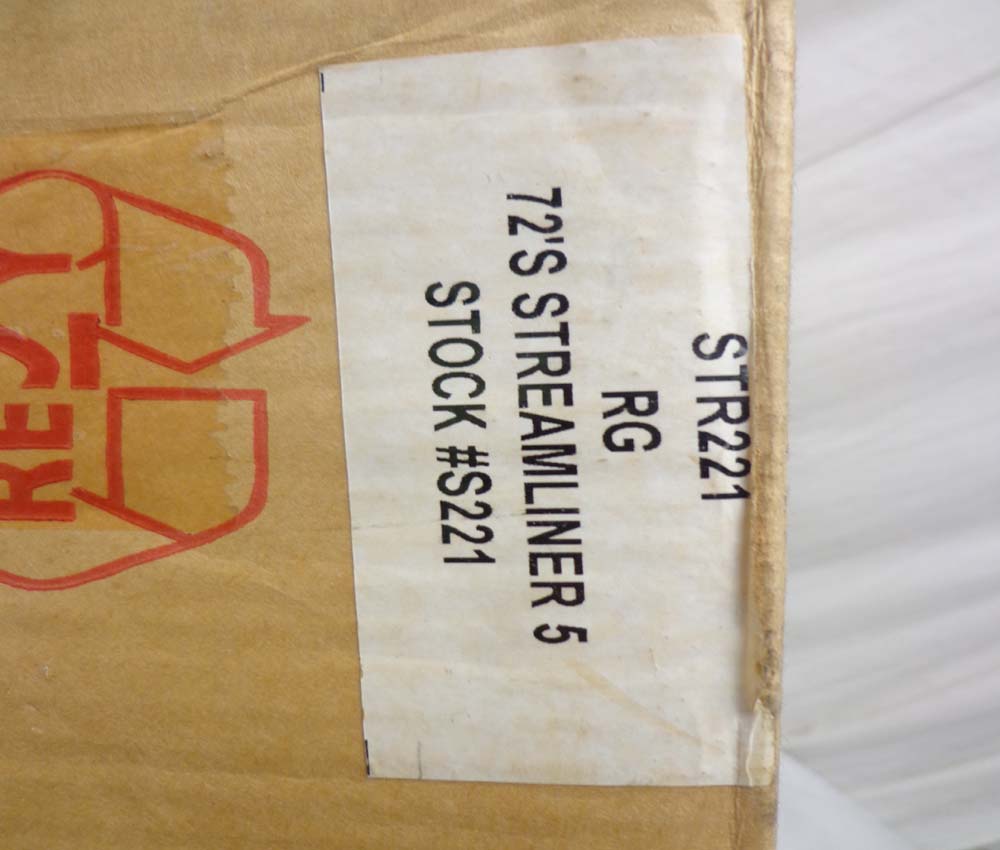 STR221
RG
72'S STREAMLINER 5
STOCK #S221